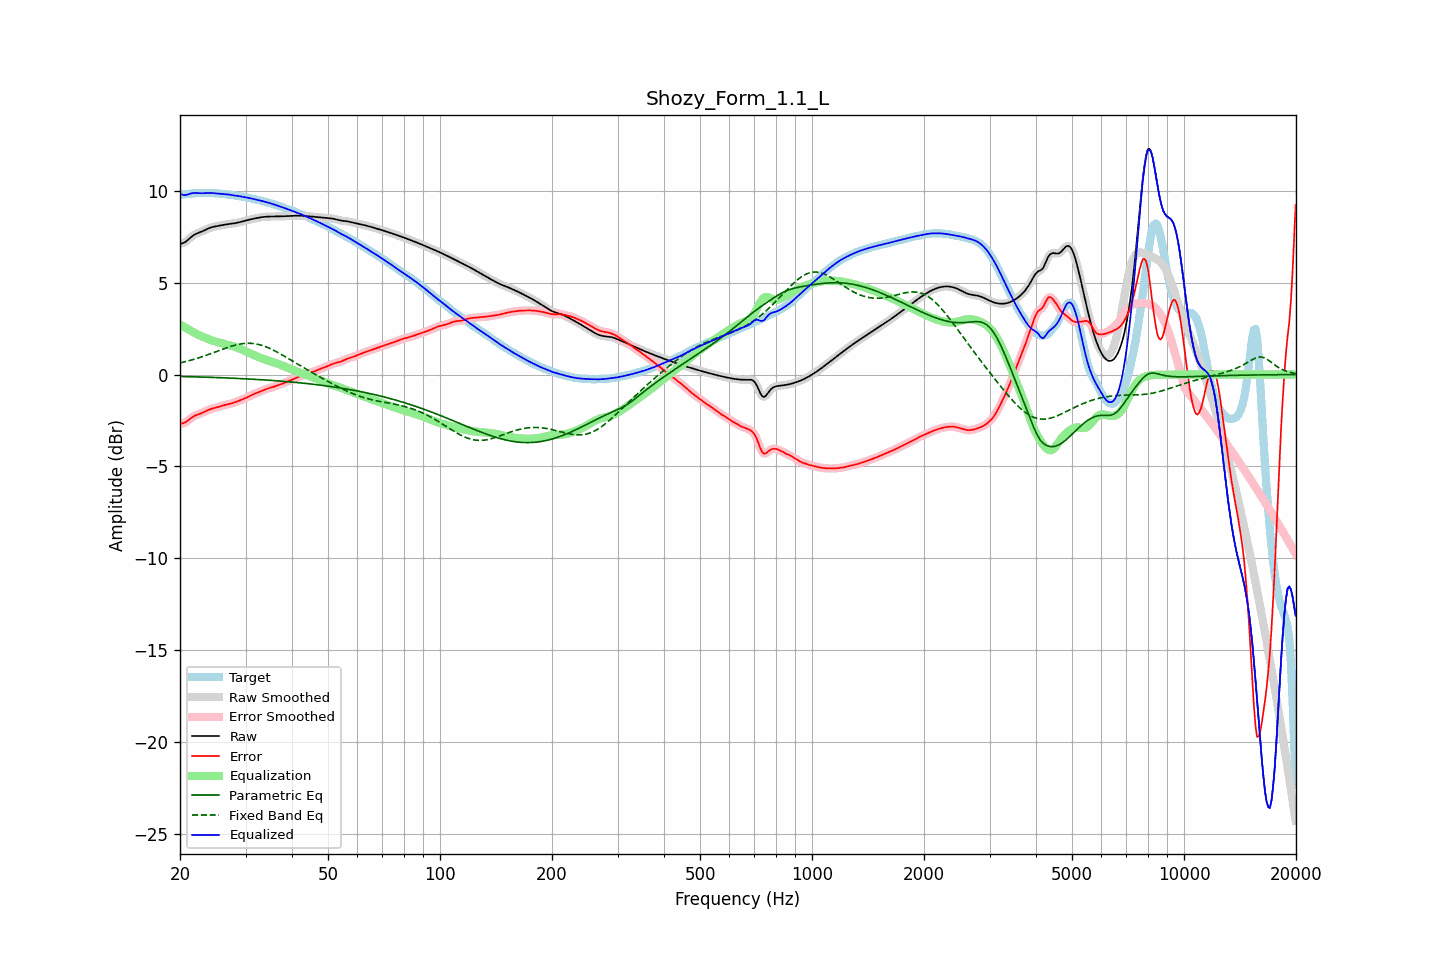 Shozy_Form_1.1_L
Amplitude (dBr)
10
5
0
−5
−10
−15
−20
−25
Target
Raw Smoothed
Error Smoothed
Raw
Error
Equalization
Parametric Eq
Fixed Band Eq
Equalized
20 50 100 200 500 1000 2000 5000 10000 20000
Frequency (Hz)